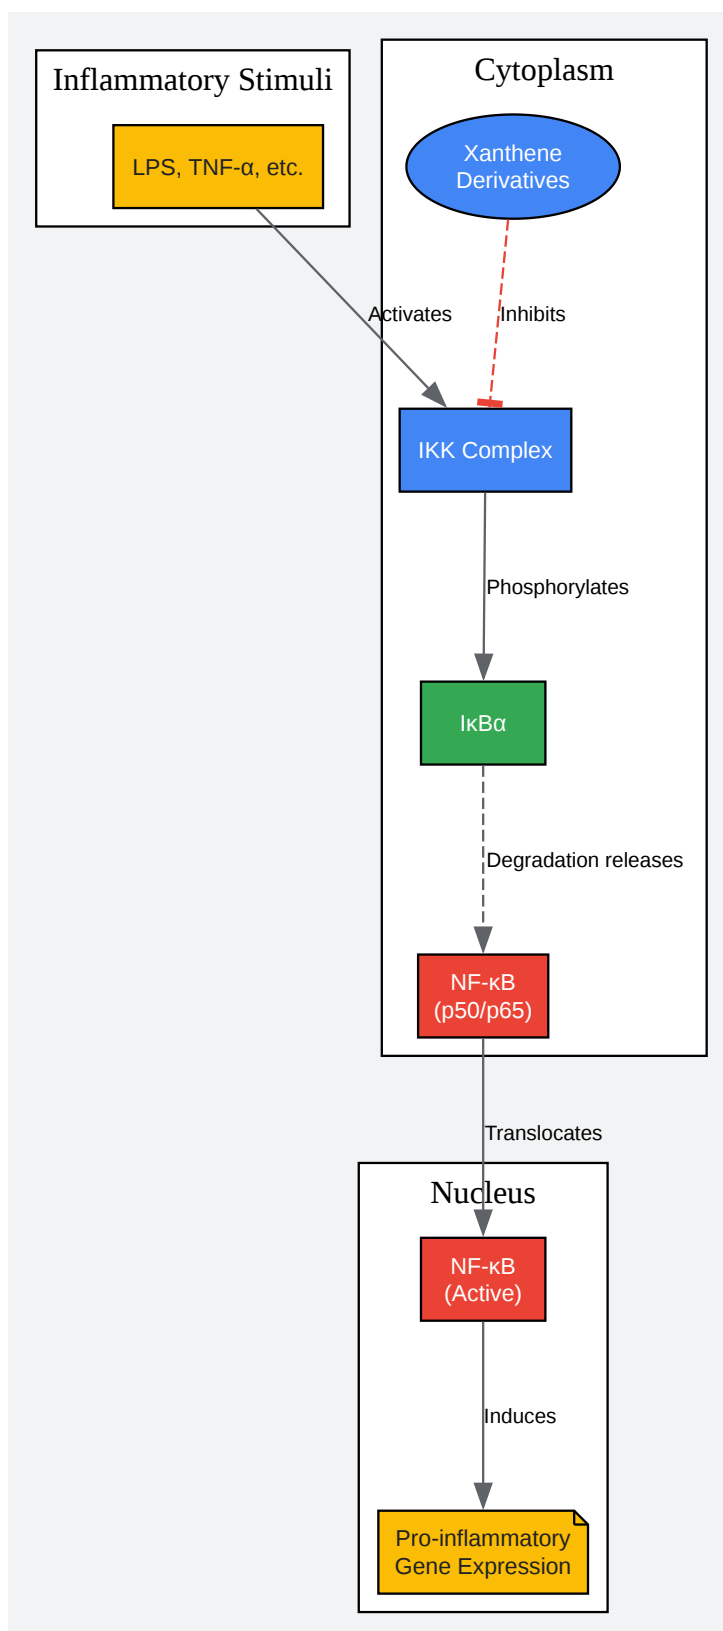 Inflammatory Stimuli
LPS, TNF-α, etc.
Cytoplasm
Xanthene
Derivatives
Activates
Inhibits
IKK Complex
Phosphorylates
IκBα
Degradation releases
NF-κB
(p50/p65)
Translocates
Nucleus
NF-κB
(Active)
Induces
Pro-inflammatory
Gene Expression